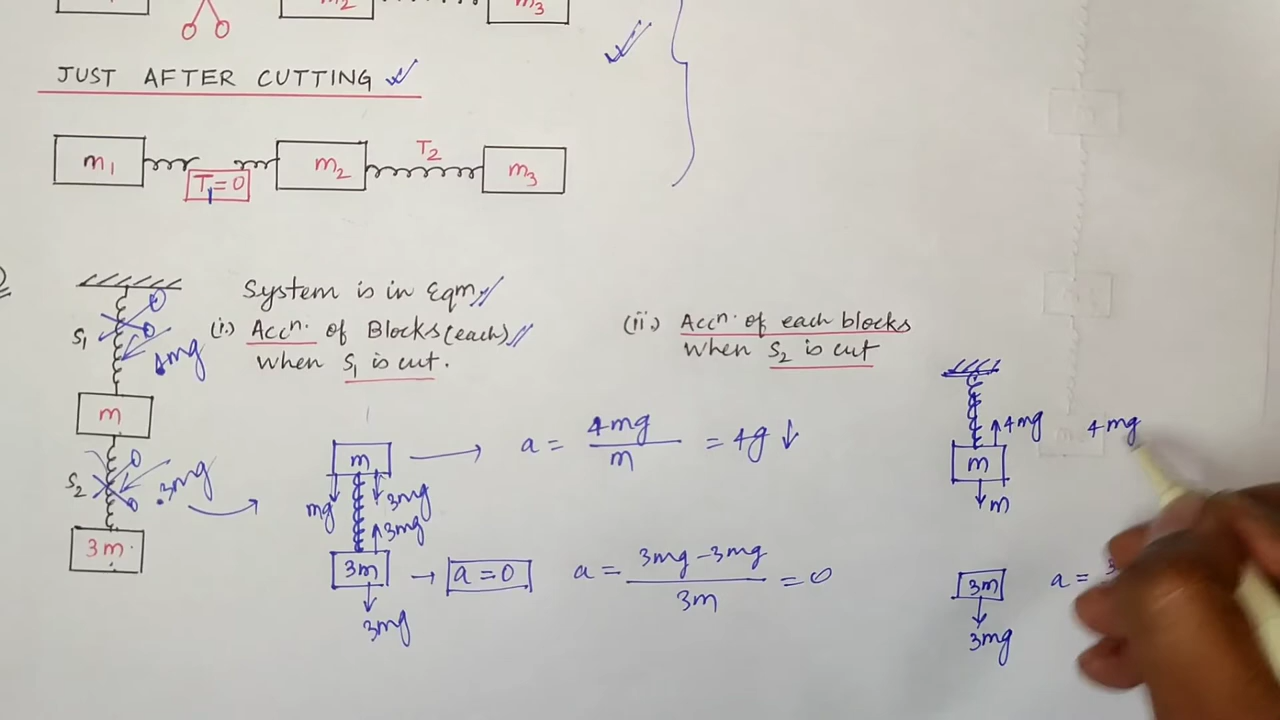 m2
m3
JUST AFTER CUTTING
m1
T1=0
m2
T2
m3
System is in Eqm
(i.) Accn. of Blocks (each)
when S1 is cut.
S1
4mg
m
S2
3mg
3m
m
mg
3mg
3mg
3m
3mg
a = 4mg/m = 4g ↓
a=0
a = 3mg-3mg/3m = 0
(ii.) Accn. of each blocks
when S2 is cut
4mg
4mg
m
m
3m
a =
3mg